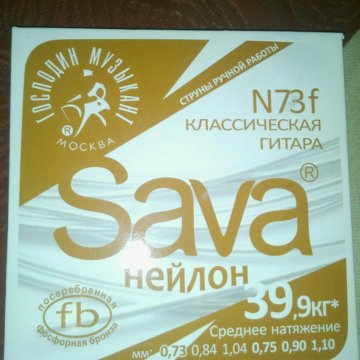 ГОСПОДИН МУЗЫКАНТ
®
МОСКВА
СТРУНЫ РУЧНОЙ РАБОТЫ
N73f
КЛАССИЧЕСКАЯ
ГИТАРА
Sava®
нейлон
посеребренная
fb
фосфорная бронза
39,9кг*
Среднее натяжение
мм: 0,73 0,84 1,04 0,75 0,90 1,10